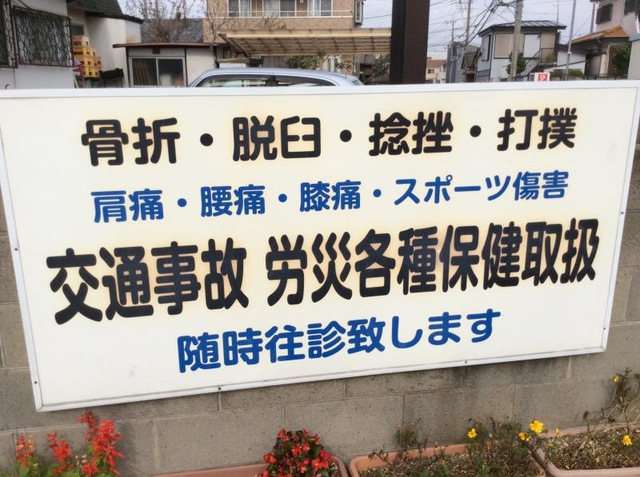 骨折・脱臼・捻挫・打撲
肩痛・腰痛・膝痛・スポーツ傷害
交通事故 労災各種保健取扱
随時往診致します